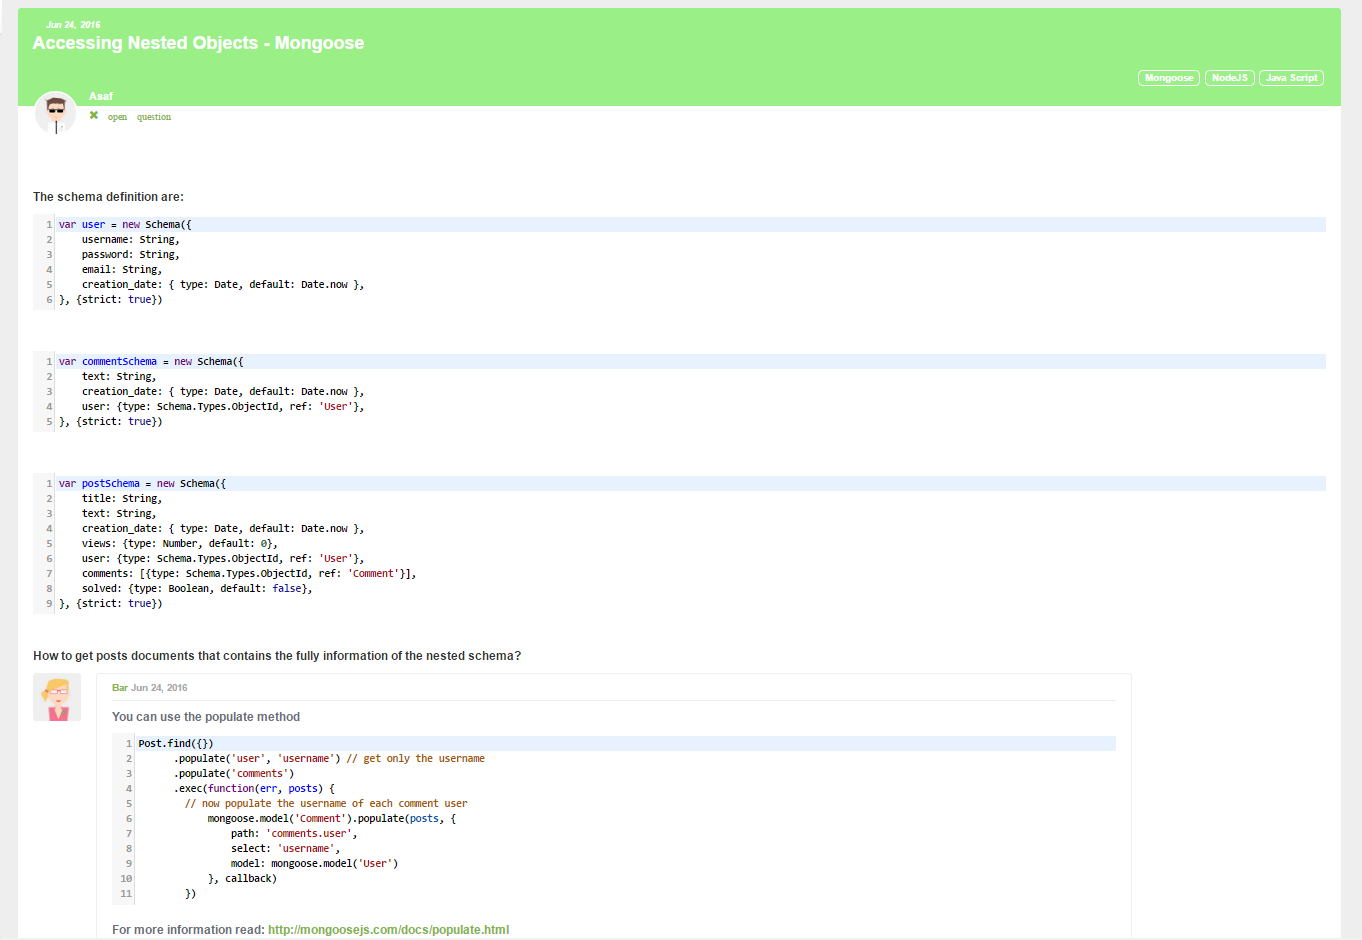 Jun 24, 2016
Accessing Nested Objects - Mongoose
Mongoose NodeJS Java Script
Asaf
✖ open question
The schema definition are:
1 var user = new Schema({
2     username: String,
3     password: String,
4     email: String,
5     creation_date: { type: Date, default: Date.now },
6 }, {strict: true})
1 var commentSchema = new Schema({
2     text: String,
3     creation_date: { type: Date, default: Date.now },
4     user: {type: Schema.Types.ObjectId, ref: 'User'},
5 }, {strict: true})
1 var postSchema = new Schema({
2     title: String,
3     text: String,
4     creation_date: { type: Date, default: Date.now },
5     views: {type: Number, default: 0},
6     user: {type: Schema.Types.ObjectId, ref: 'User'},
7     comments: [{type: Schema.Types.ObjectId, ref: 'Comment'}],
8     solved: {type: Boolean, default: false},
9 }, {strict: true})
How to get posts documents that contains the fully information of the nested schema?
Bar Jun 24, 2016
You can use the populate method
1 Post.find({})
2       .populate('user', 'username') // get only the username
3       .populate('comments')
4       .exec(function(err, posts) {
5         // now populate the username of each comment user
6             mongoose.model('Comment').populate(posts, {
7                 path: 'comments.user',
8                 select: 'username',
9                 model: mongoose.model('User')
10             }, callback)
11         })
For more information read: http://mongoosejs.com/docs/populate.html